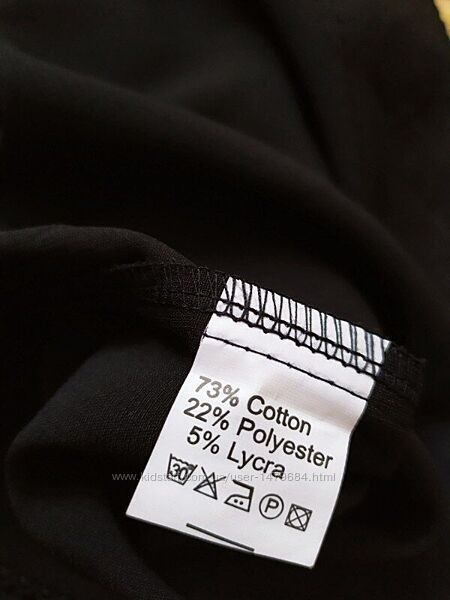 73% Cotton
22% Polyester
5% Lycra
30° P